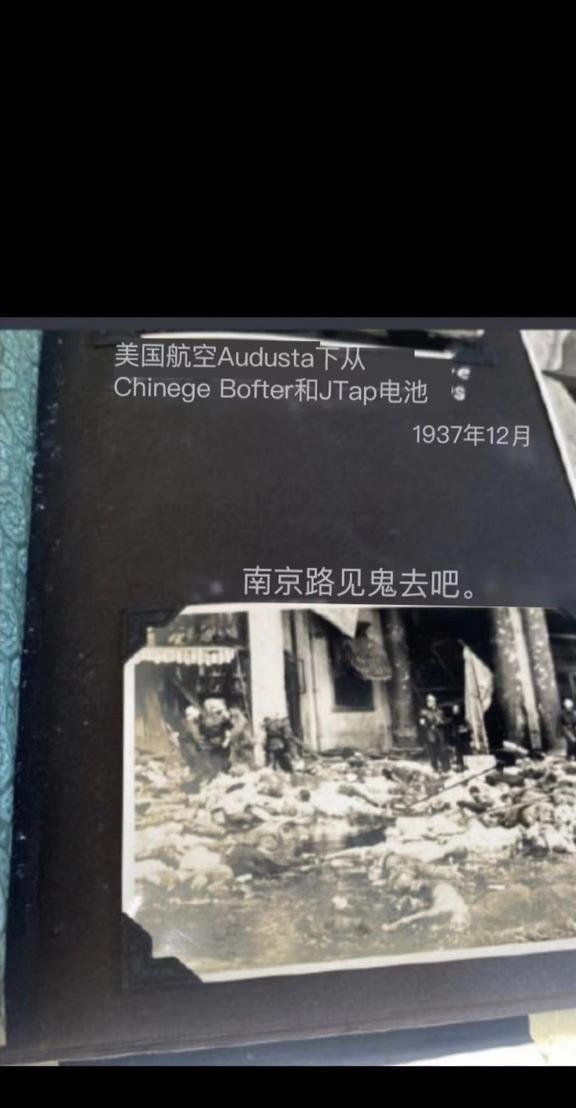 美国航空Audusta下从
Chinege Bofter和JTap电池
1937年12月
南京路见鬼去吧。